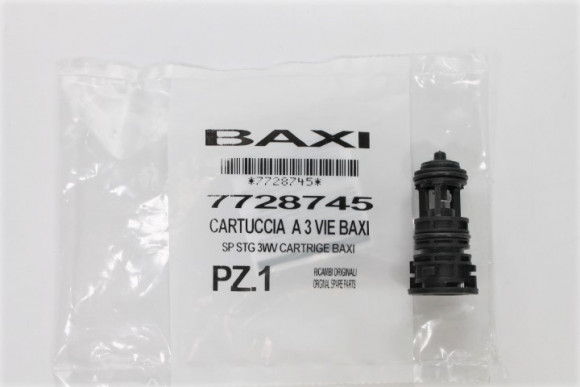 BAXI
*7728745*
7728745
CARTUCCIA A 3 VIE BAXI
SP STG 3WV CARTRIGE BAXI
PZ.1
RICAMBI ORIGINALI
ORIGINAL SPARE PARTS